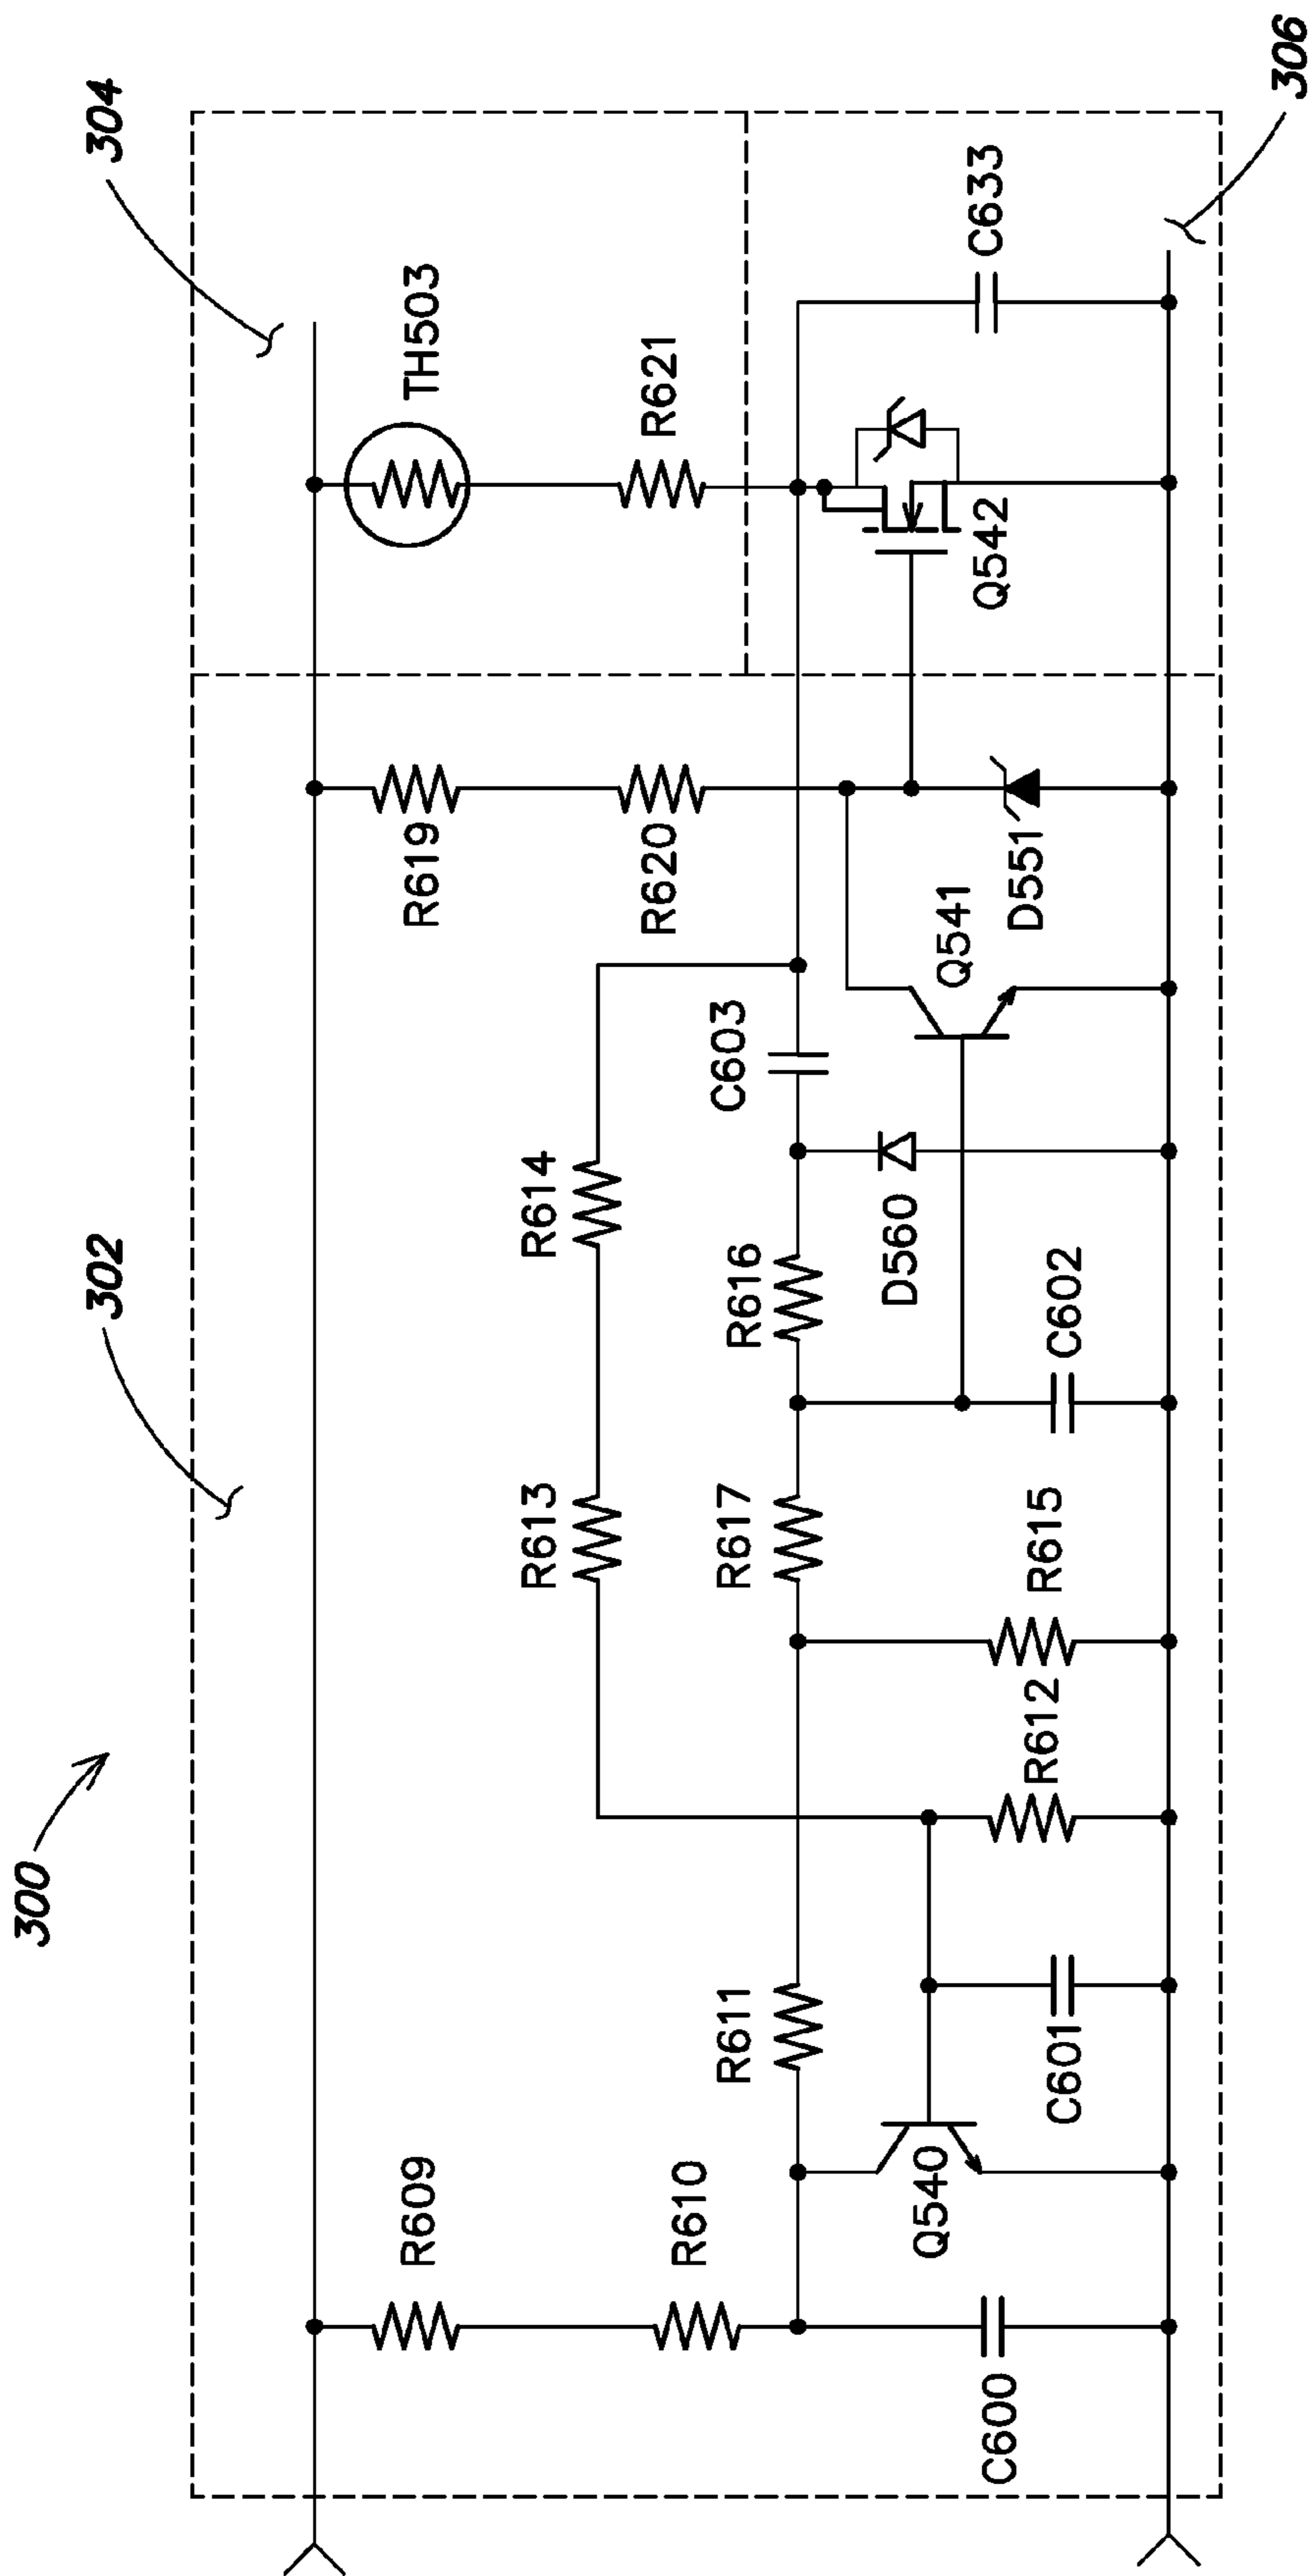 300
302
304
306
R609
R610
R611
C600
Q540
C601
R612
R615
R613
R614
R617
R616
C602
D560
C603
Q541
R619
R620
D551
TH503
R621
Q542
C633